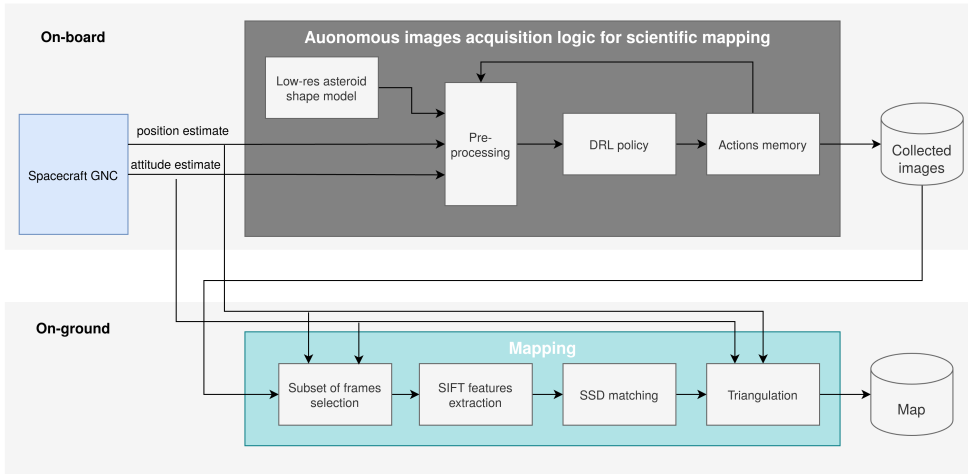 On-board
Auonomous images acquisition logic for scientific mapping
Low-res asteroid
shape model
position estimate
attitude estimate
Spacecraft GNC
Pre-
processing
DRL policy
Actions memory
Collected
images
On-ground
Mapping
Subset of frames
selection
SIFT features
extraction
SSD matching
Triangulation
Map